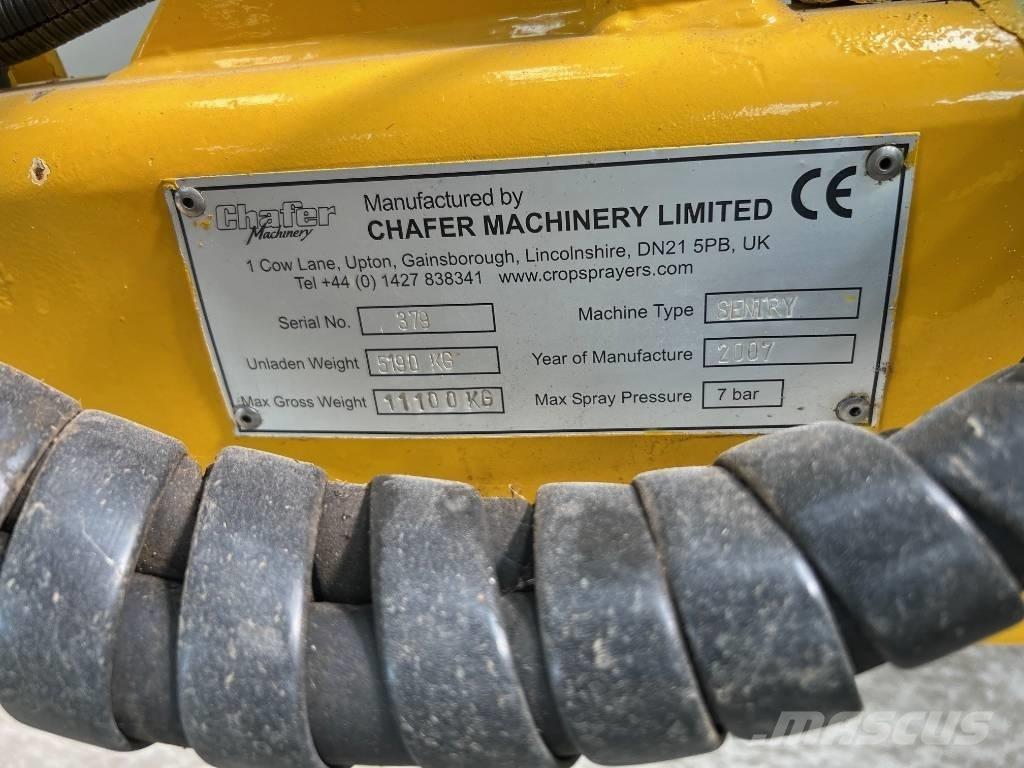 Chafer
Machinery
Manufactured by
CHAFER MACHINERY LIMITED
CE
1 Cow Lane, Upton, Gainsborough, Lincolnshire, DN21 5PB, UK
Tel +44 (0) 1427 838341 www.cropsprayers.com
Serial No. 379
Machine Type SENTRY
Unladen Weight 5190 KG
Year of Manufacture 2007
Max Gross Weight 11100 KG
Max Spray Pressure 7 bar
MASCUS